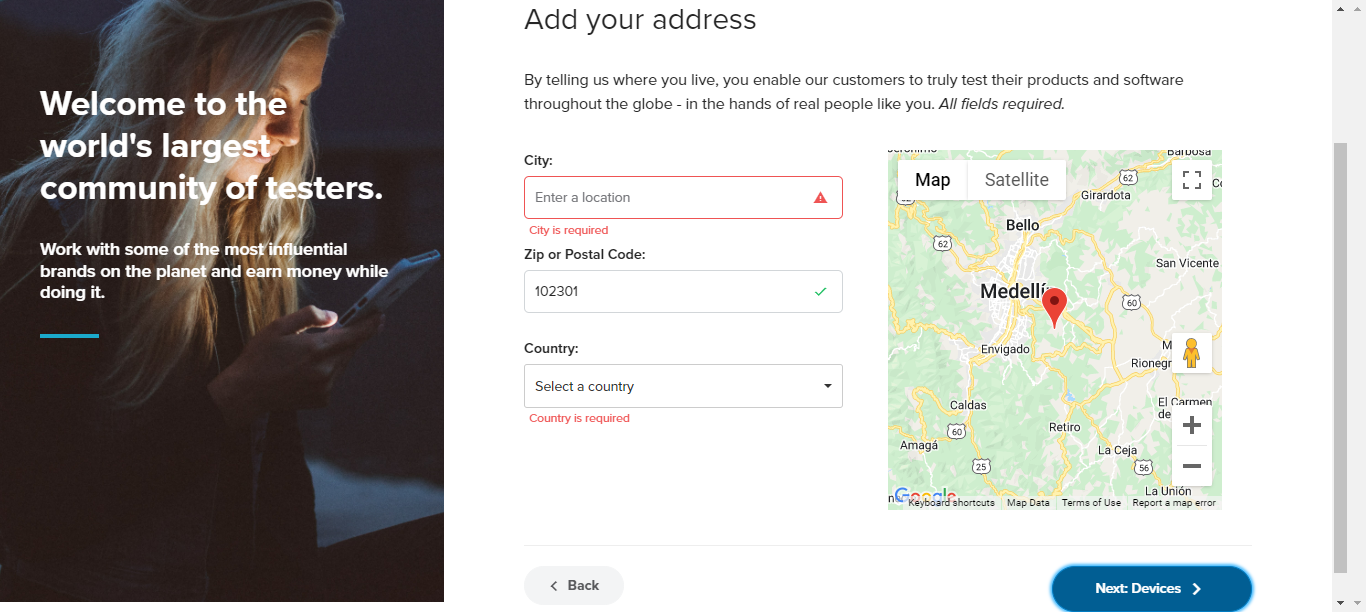 Welcome to the
world's largest
community of testers.
Work with some of the most influential
brands on the planet and earn money while
doing it.
Add your address
By telling us where you live, you enable our customers to truly test their products and software
throughout the globe - in the hands of real people like you. All fields required.
City:
Enter a location
City is required
Zip or Postal Code:
102301
Country:
Select a country
Country is required
Map
Satellite
Barbosa
62
Girardota
Bello
62
San Vicente
Medellí
60
Envigado
Rionegr
Caldas
El Carmen
de
Retiro
60
Amagá
La Ceja
25
56
La Unión
Google
Keyboard shortcuts
Map Data
Terms of Use
Report a map error
Back
Next: Devices